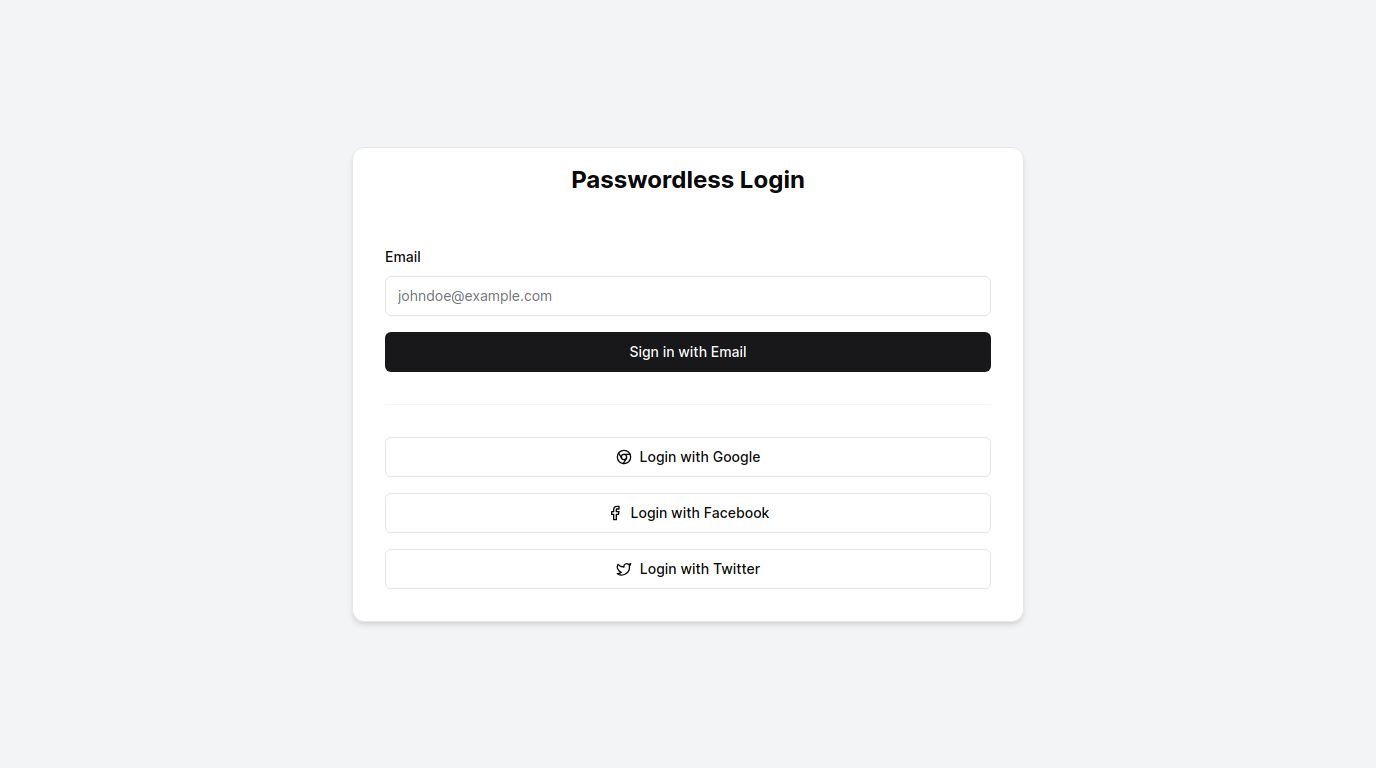 Passwordless Login
Email
johndoe@example.com
Sign in with Email
Login with Google
Login with Facebook
Login with Twitter